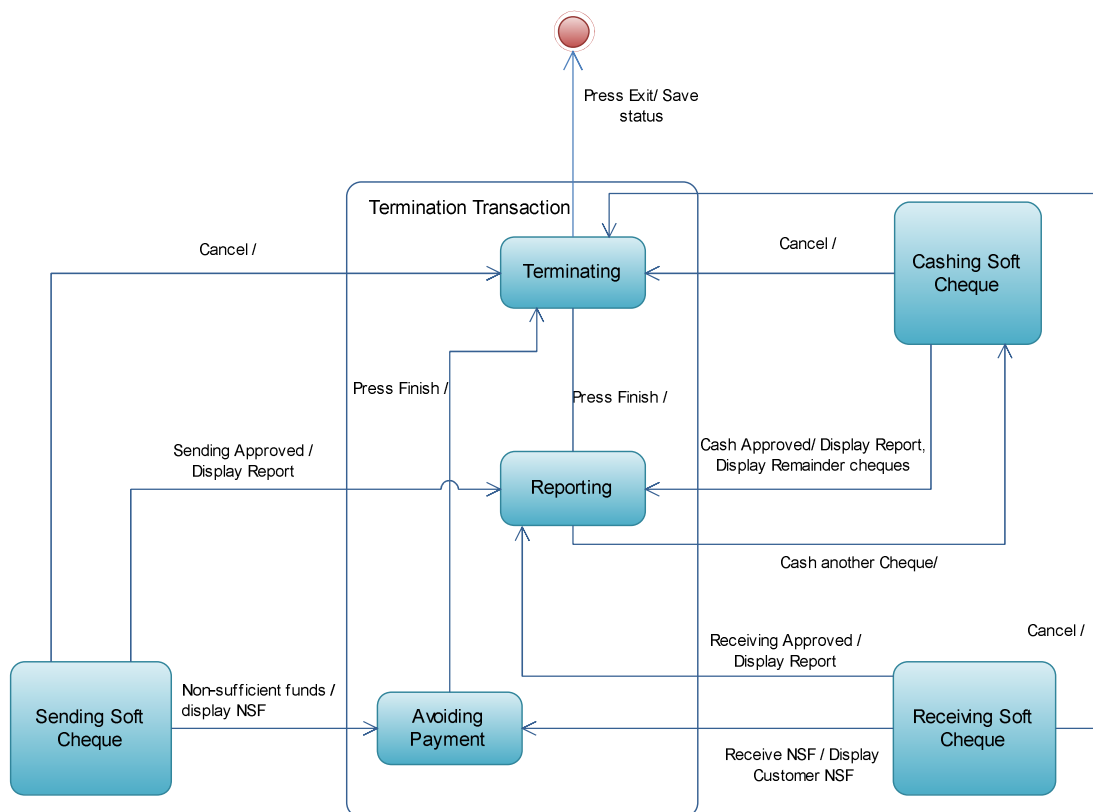 Press Exit/ Save
status
Termination Transaction
Cancel /
Terminating
Cancel /
Cashing Soft
Cheque
Press Finish /
Press Finish /
Sending Approved /
Display Report
Cash Approved/ Display Report,
Display Remainder cheques
Reporting
Cash another Cheque/
Receiving Approved /
Display Report
Cancel /
Sending Soft
Cheque
Non-sufficient funds /
display NSF
Avoiding
Payment
Receiving Soft
Cheque
Receive NSF / Display
Customer NSF